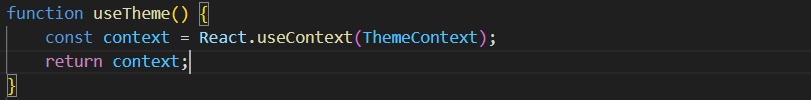 function useTheme() {
    const context = React.useContext(ThemeContext);
    return context;
}